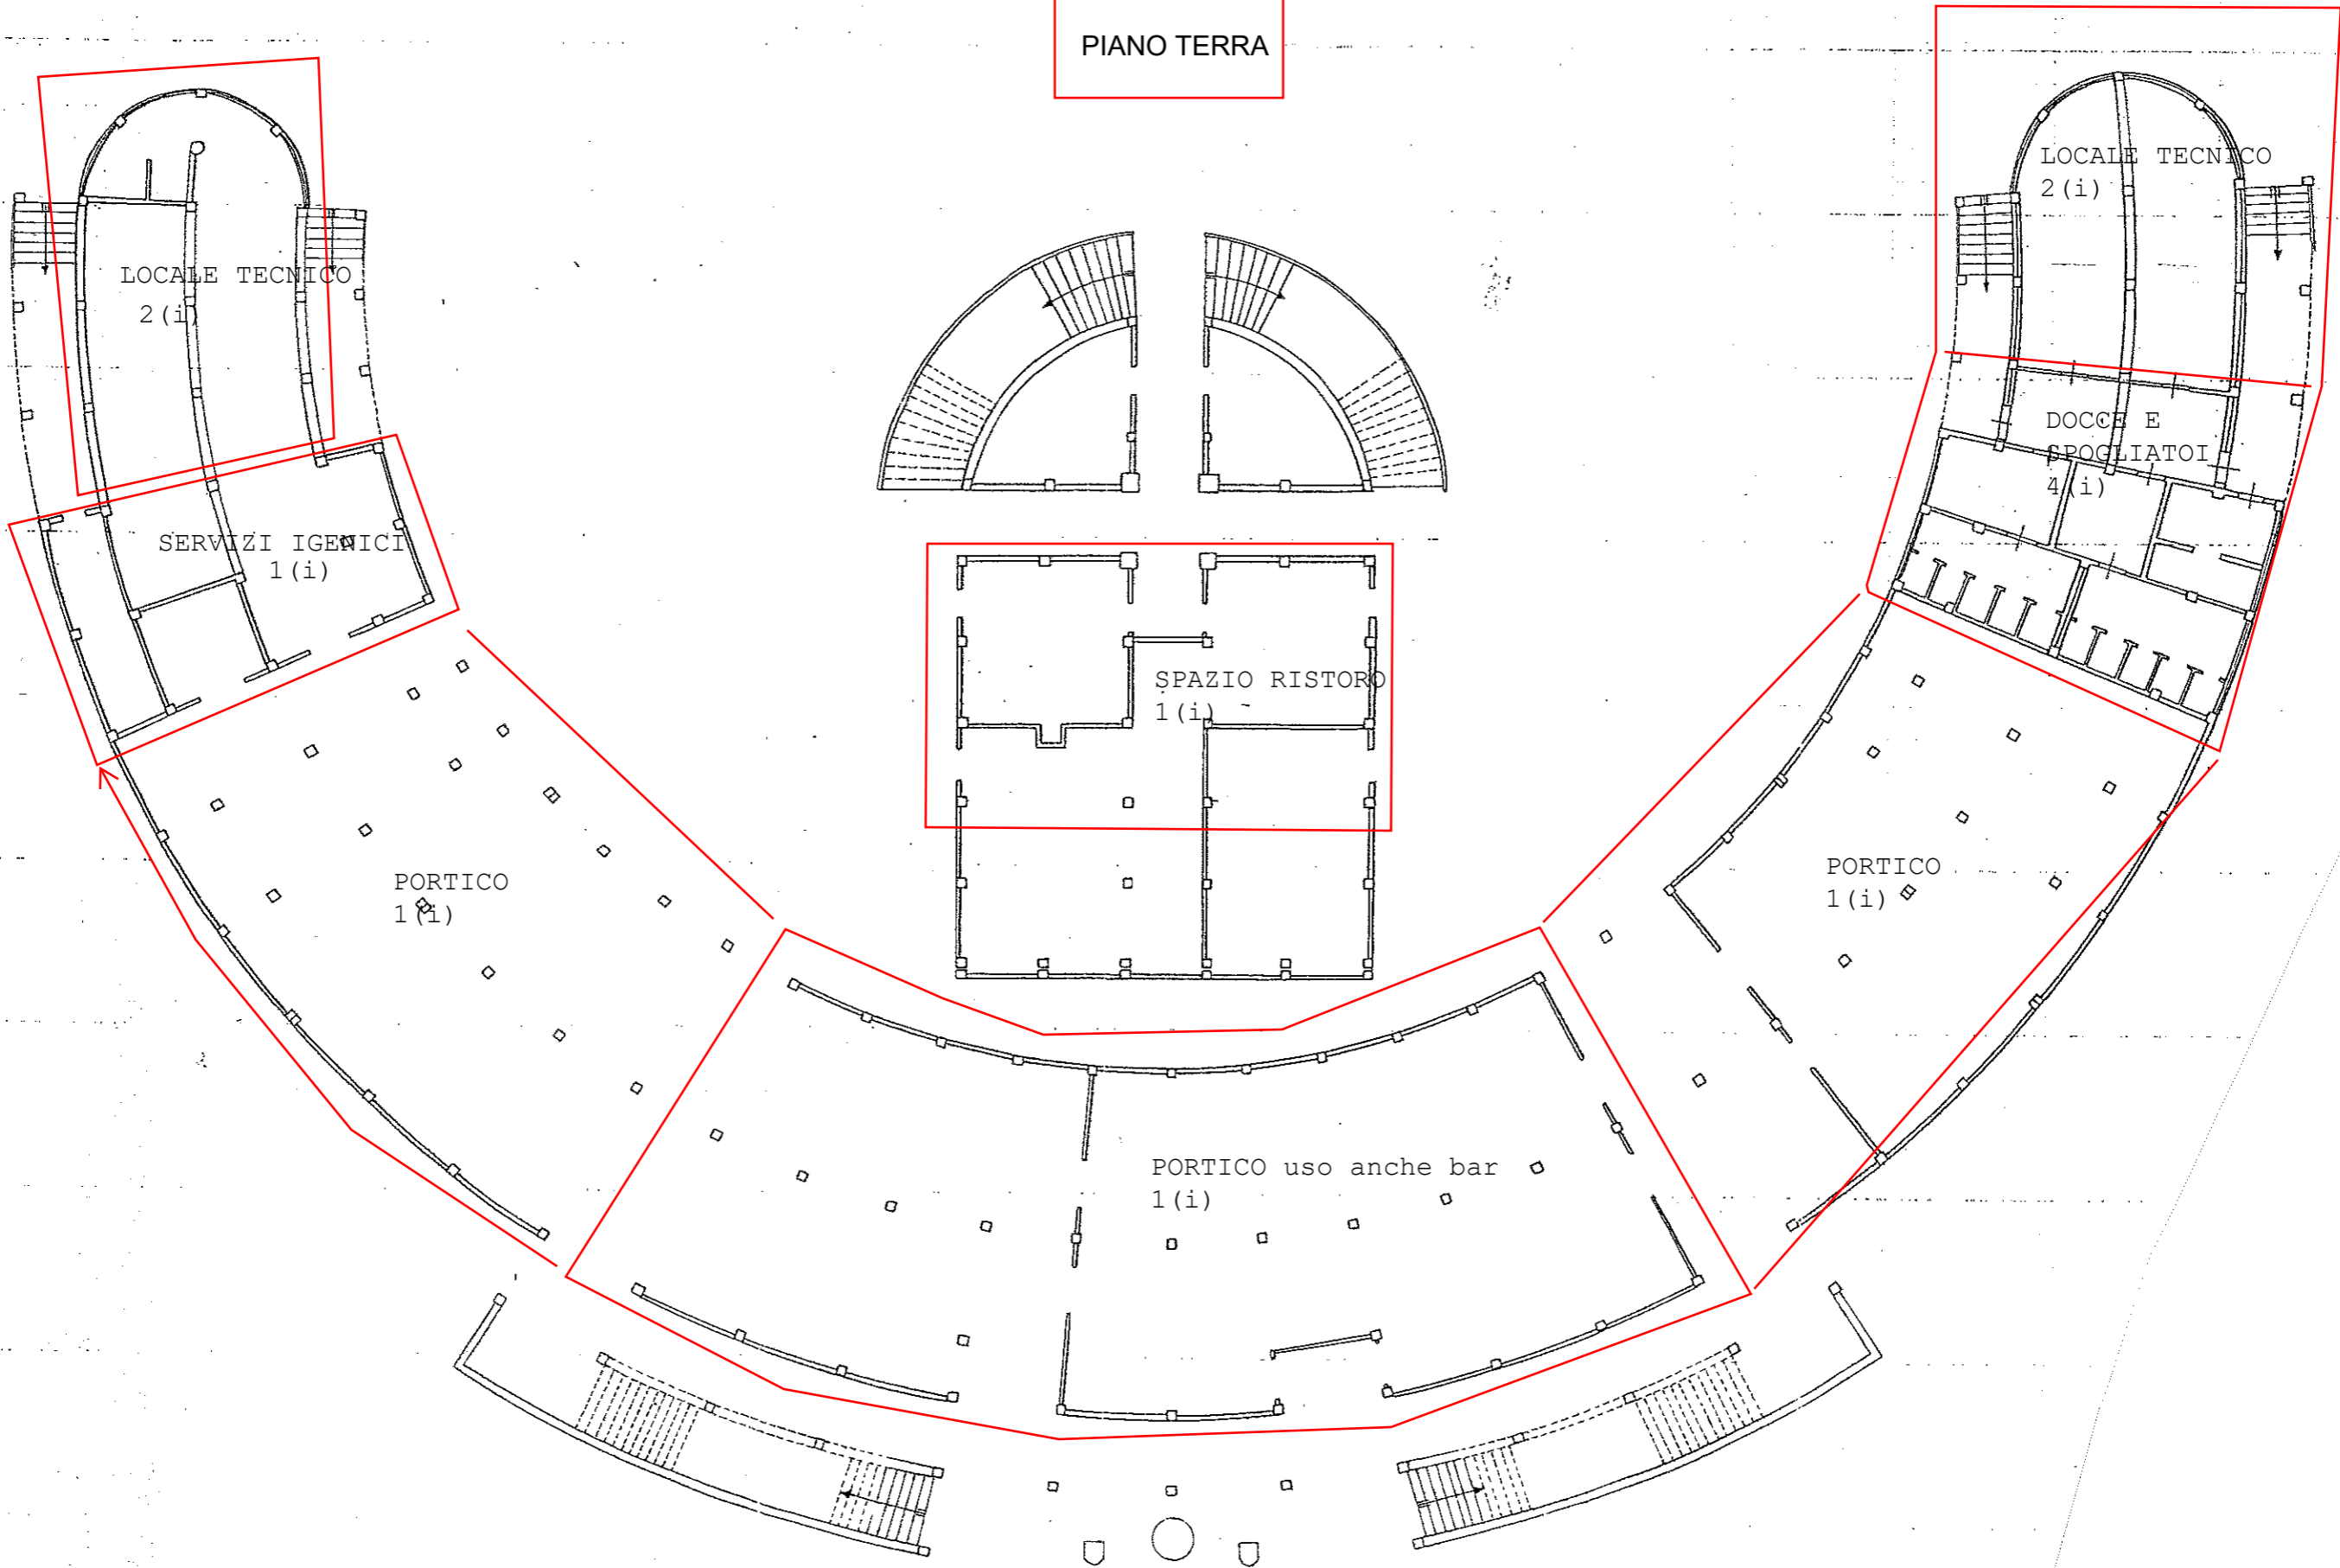 PIANO TERRA
LOCALE TECNICO
2(i)
LOCALE TECNICO
2(i)
DOCCE E
SPOGLIATOI
4(i)
SERVIZI IGENICI
1(i)
SPAZIO RISTORO
1(i)
PORTICO
1(i)
PORTICO
1(i)
PORTICO uso anche bar
1(i)